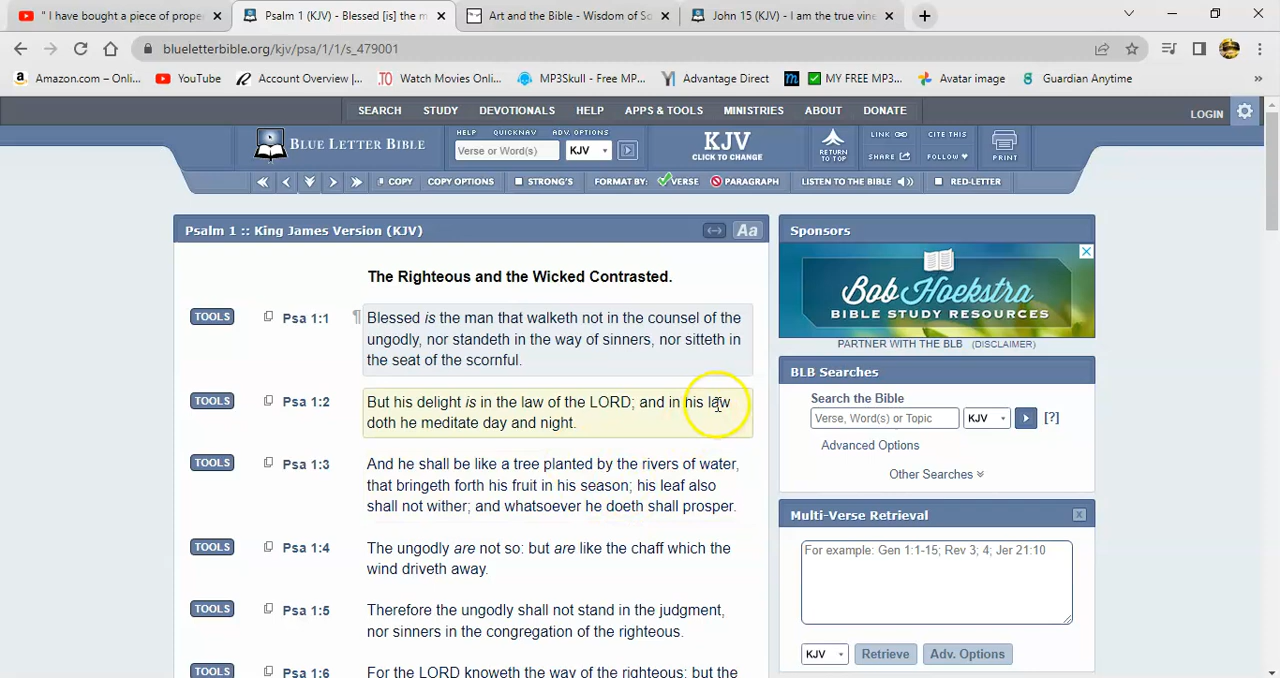 "I have bought a piece of prope
Psalm 1 (KJV) - Blessed [is] the m
Art and the Bible - Wisdom of So
John 15 (KJV) - I am the true vine
blueletterbible.org/kjv/psa/1/1/s_479001
Amazon.com – Onli...
YouTube
Account Overview |...
Watch Movies Onlin...
MP3Skull - Free MP...
Advantage Direct
MY FREE MP3...
Avatar image
Guardian Anytime
SEARCH STUDY DEVOTIONALS HELP APPS & TOOLS MINISTRIES ABOUT DONATE
LOGIN
BLUE LETTER BIBLE
HELP QUICKNAV ADV. OPTIONS
Verse or Word(s) KJV
KJV
CLICK TO CHANGE
RETURN
TO TOP
LINK
CITE THIS
SHARE
FOLLOW
PRINT
COPY COPY OPTIONS STRONG'S FORMAT BY: VERSE PARAGRAPH LISTEN TO THE BIBLE RED-LETTER
Psalm 1 :: King James Version (KJV)
Aa
The Righteous and the Wicked Contrasted.
TOOLS Psa 1:1 ¶ Blessed is the man that walketh not in the counsel of the
ungodly, nor standeth in the way of sinners, nor sitteth in
the seat of the scornful.
TOOLS Psa 1:2 But his delight is in the law of the LORD; and in his law
doth he meditate day and night.
TOOLS Psa 1:3 And he shall be like a tree planted by the rivers of water,
that bringeth forth his fruit in his season; his leaf also
shall not wither; and whatsoever he doeth shall prosper.
TOOLS Psa 1:4 The ungodly are not so: but are like the chaff which the
wind driveth away.
TOOLS Psa 1:5 Therefore the ungodly shall not stand in the judgment,
nor sinners in the congregation of the righteous.
TOOLS Psa 1:6 For the LORD knoweth the way of the righteous: but the
Sponsors
Bob Hoekstra
BIBLE STUDY RESOURCES
PARTNER WITH THE BLB (DISCLAIMER)
BLB Searches
Search the Bible
Verse, Word(s) or Topic KJV [?]
Advanced Options
Other Searches
Multi-Verse Retrieval
For example: Gen 1:1-15; Rev 3; 4; Jer 21:10
KJV Retrieve Adv. Options